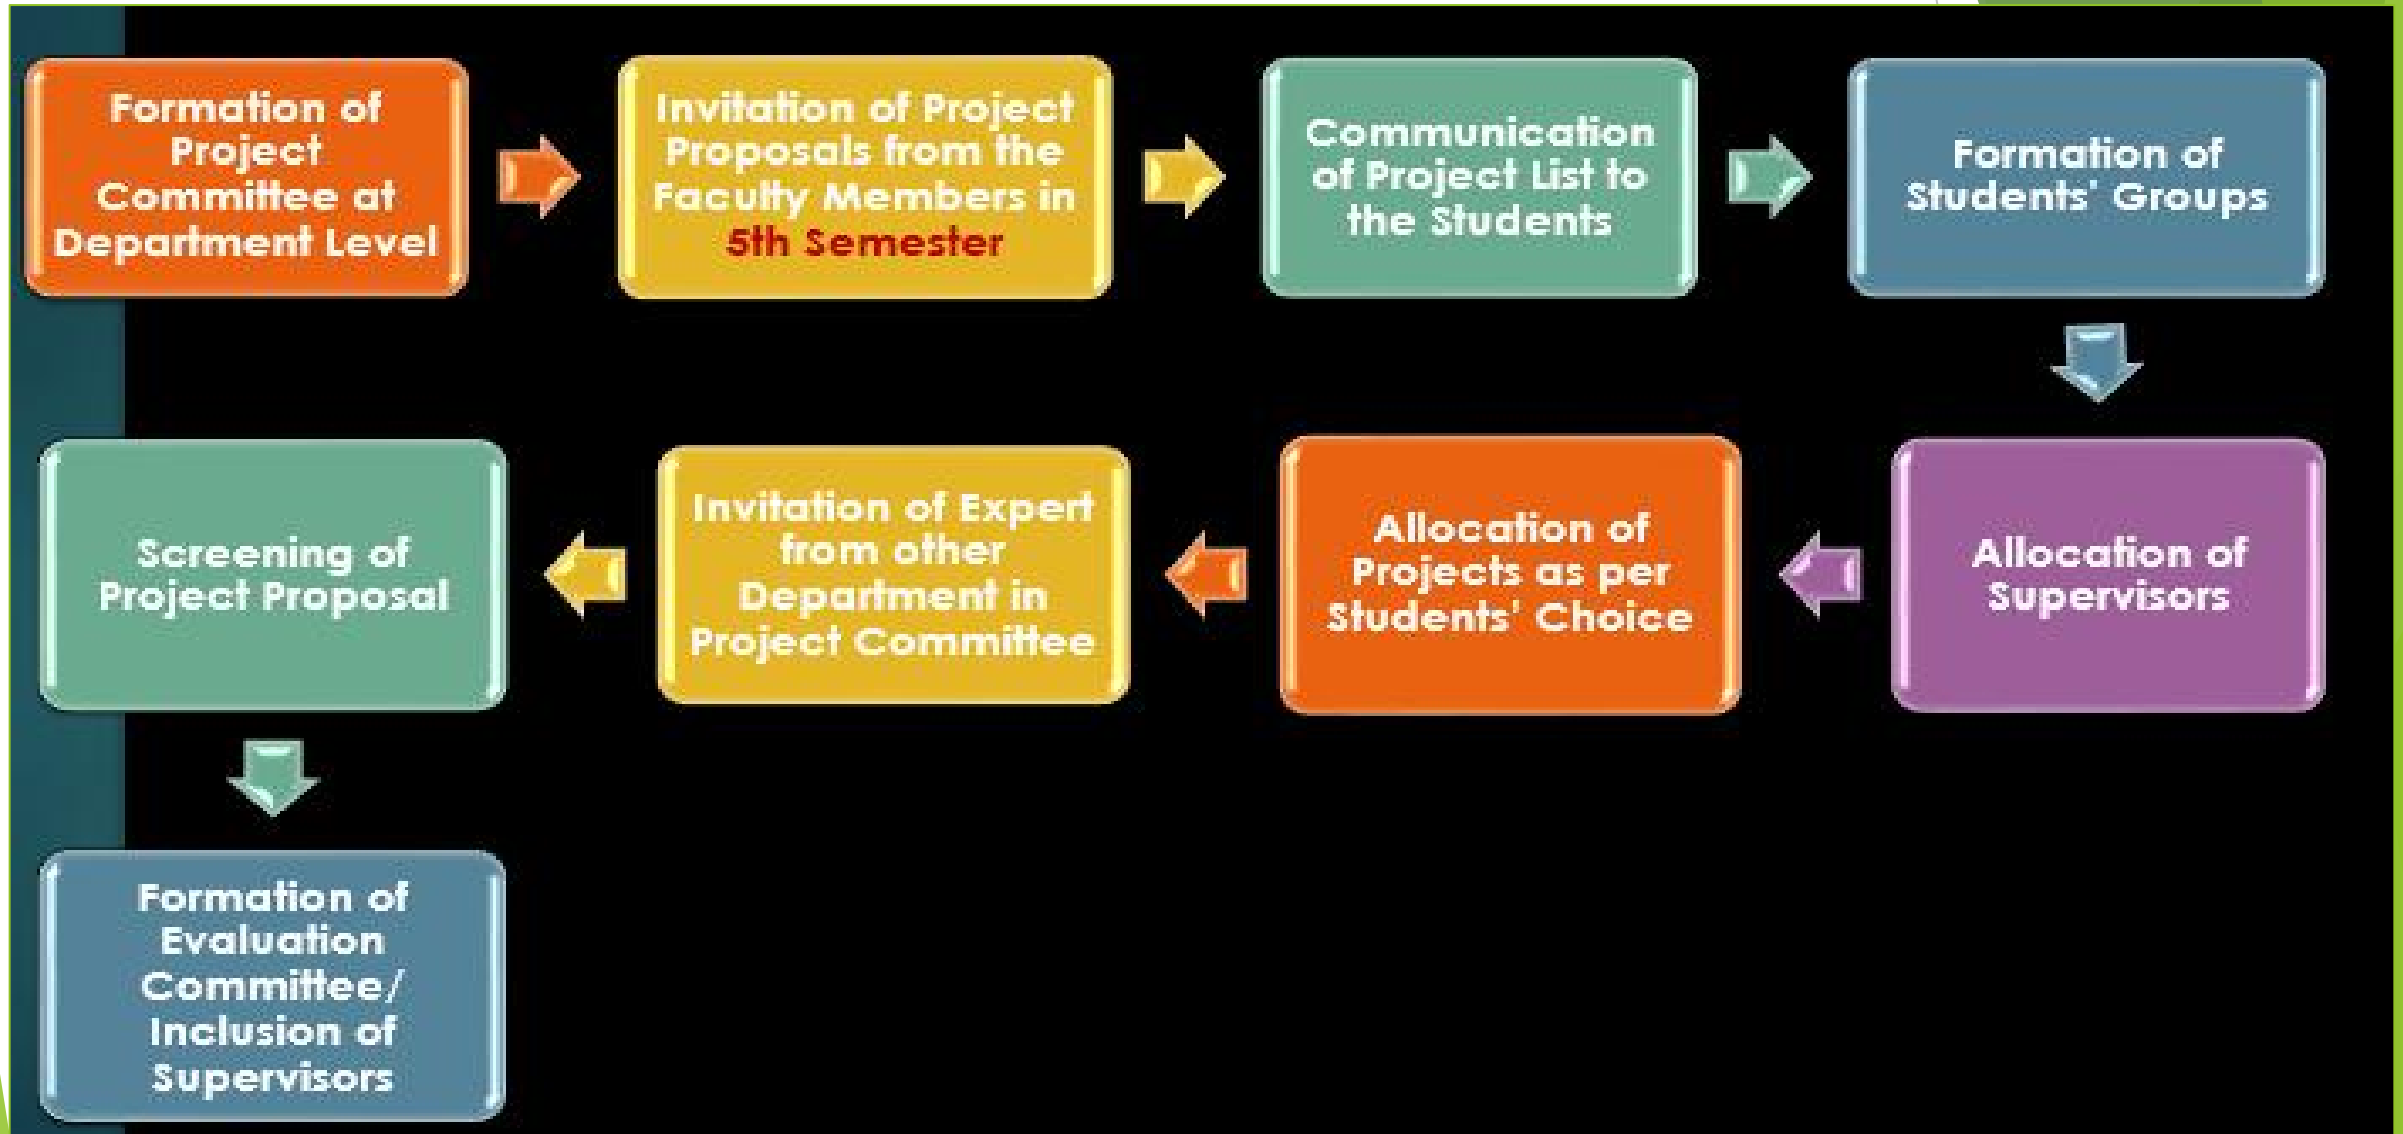 Formation of
Project
Committee at
Department Level
Invitation of Project
Proposals from the
Faculty Members in
5th Semester
Communication
of Project List to
the Students
Formation of
Students' Groups
Allocation of
Supervisors
Allocation of
Projects as per
Students' Choice
Invitation of Expert
from other
Department in
Project Committee
Screening of
Project Proposal
Formation of
Evaluation
Committee/
Inclusion of
Supervisors